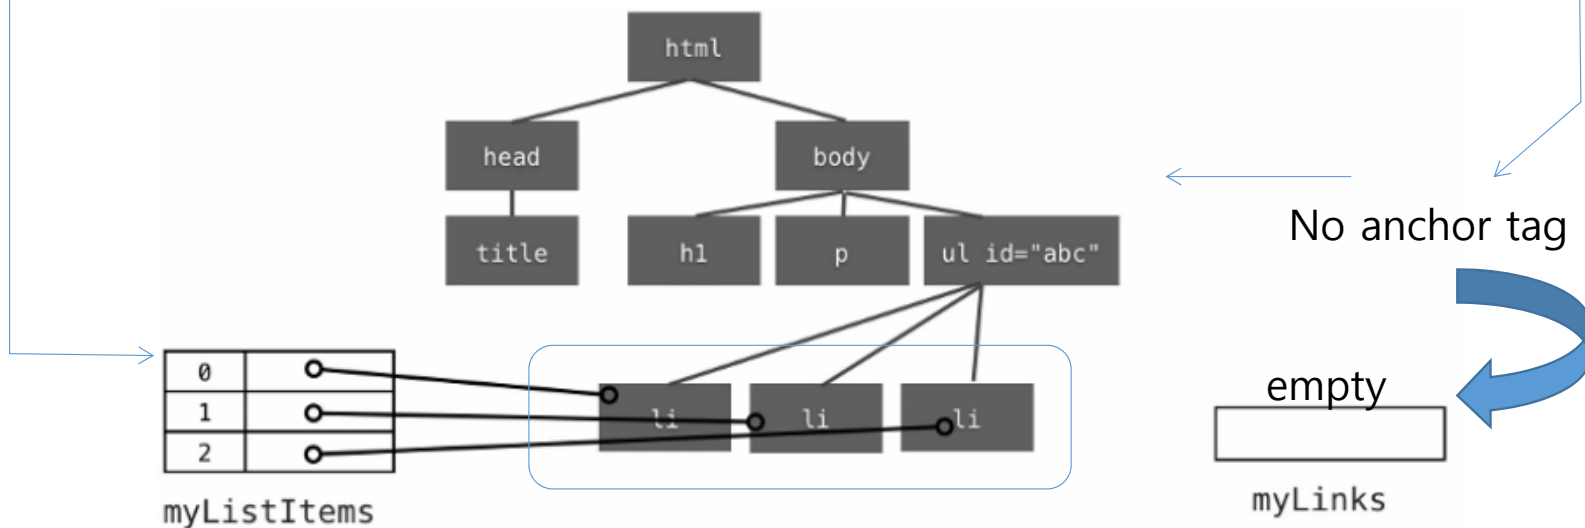 html
head
body
title
h1
p
ul id="abc"
No anchor tag
0
1
2
li
li
li
empty
myListItems
myLinks